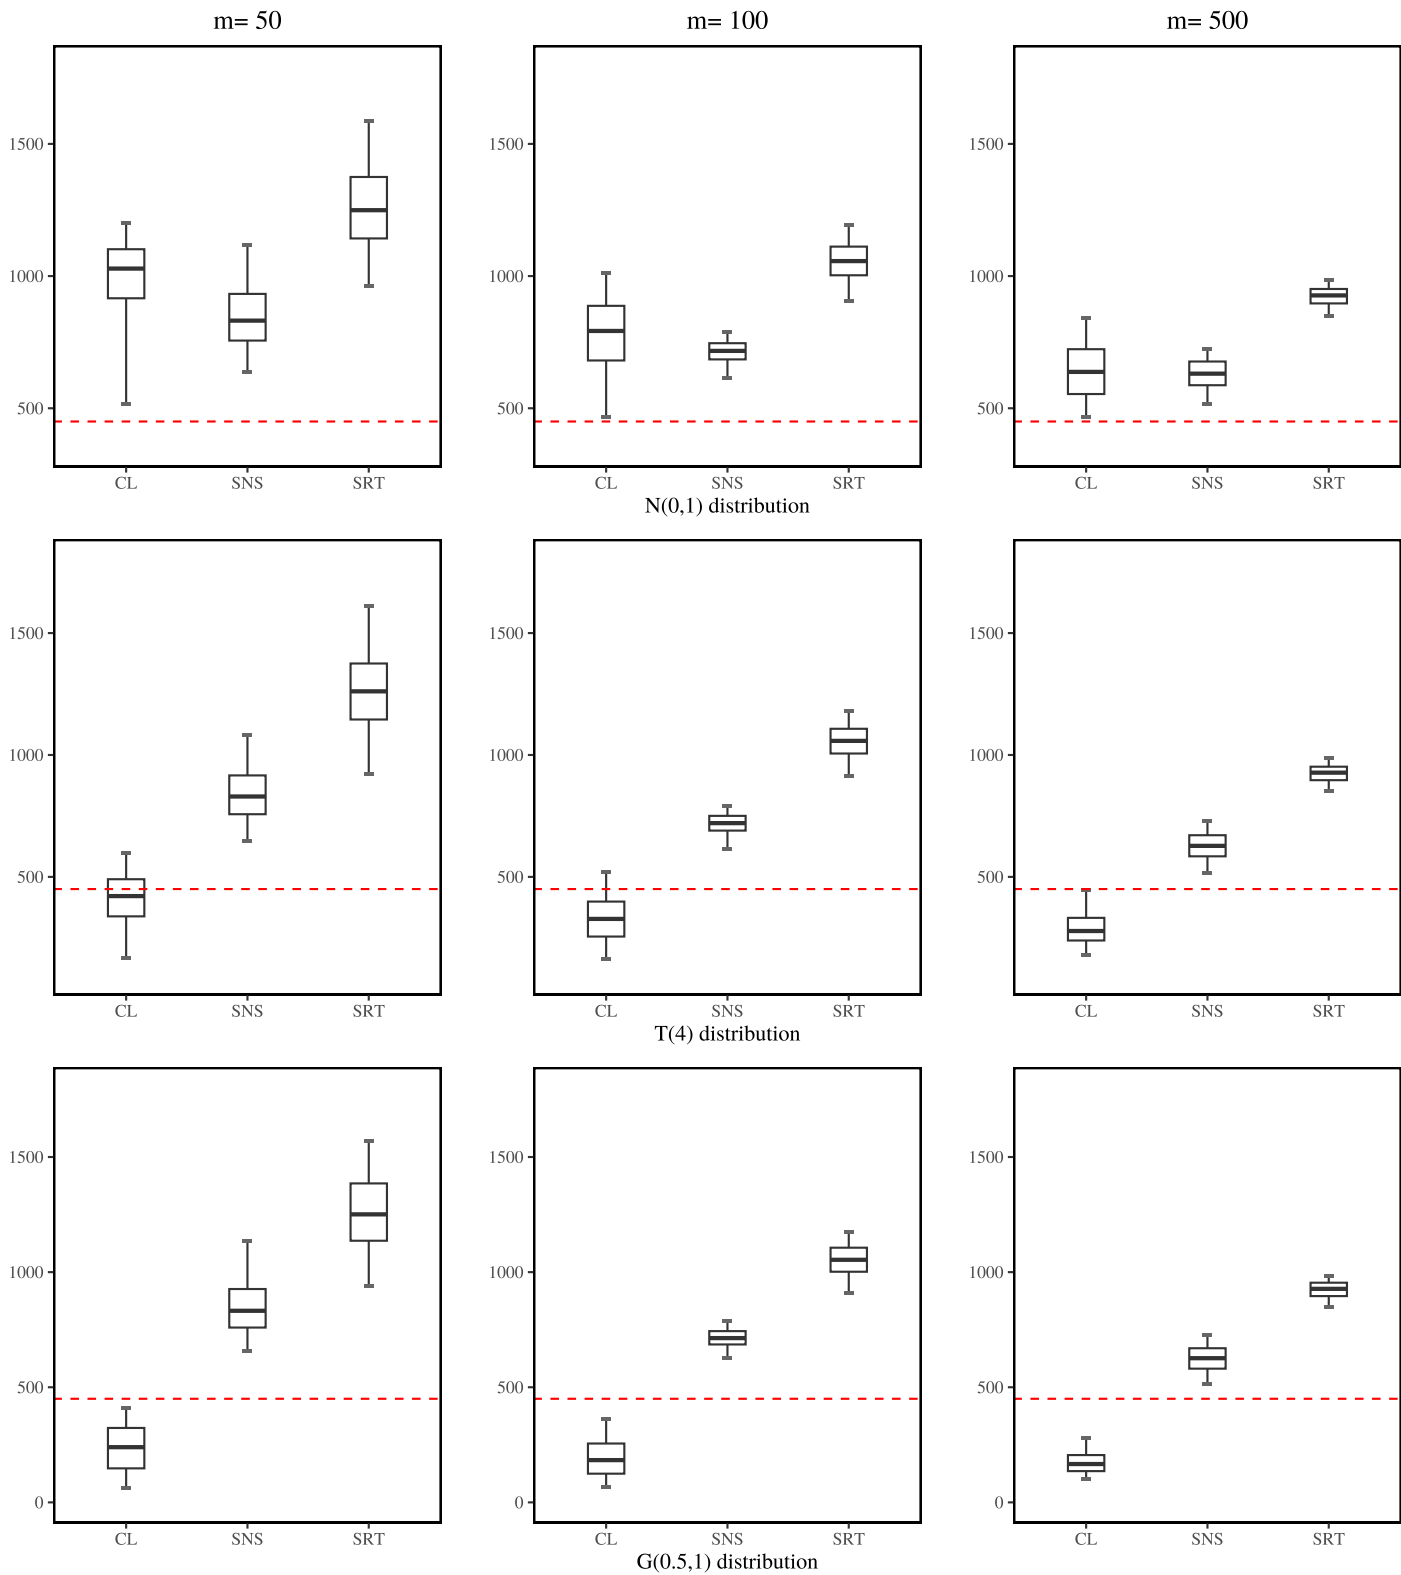 m= 50 m= 100 m= 500
1500 1500 1500
1000 1000 1000
500 500 500
CL SNS SRT CL SNS SRT CL SNS SRT
N(0,1) distribution
1500 1500 1500
1000 1000 1000
500 500 500
CL SNS SRT CL SNS SRT CL SNS SRT
T(4) distribution
1500 1500 1500
1000 1000 1000
500 500 500
0 0 0
CL SNS SRT CL SNS SRT CL SNS SRT
G(0.5,1) distribution